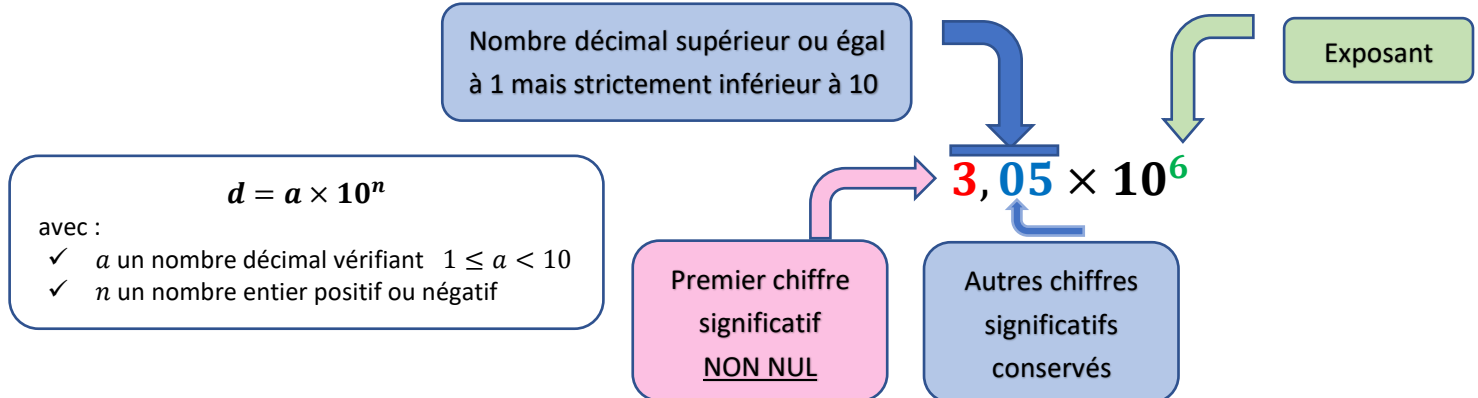 Nombre décimal supérieur ou égal
à 1 mais strictement inférieur à 10
Exposant
3, 05 × 10⁶
d = a × 10ⁿ
avec :
✓ a un nombre décimal vérifiant 1 ≤ a < 10
✓ n un nombre entier positif ou négatif
Premier chiffre
significatif
NON NUL
Autres chiffres
significatifs
conservés